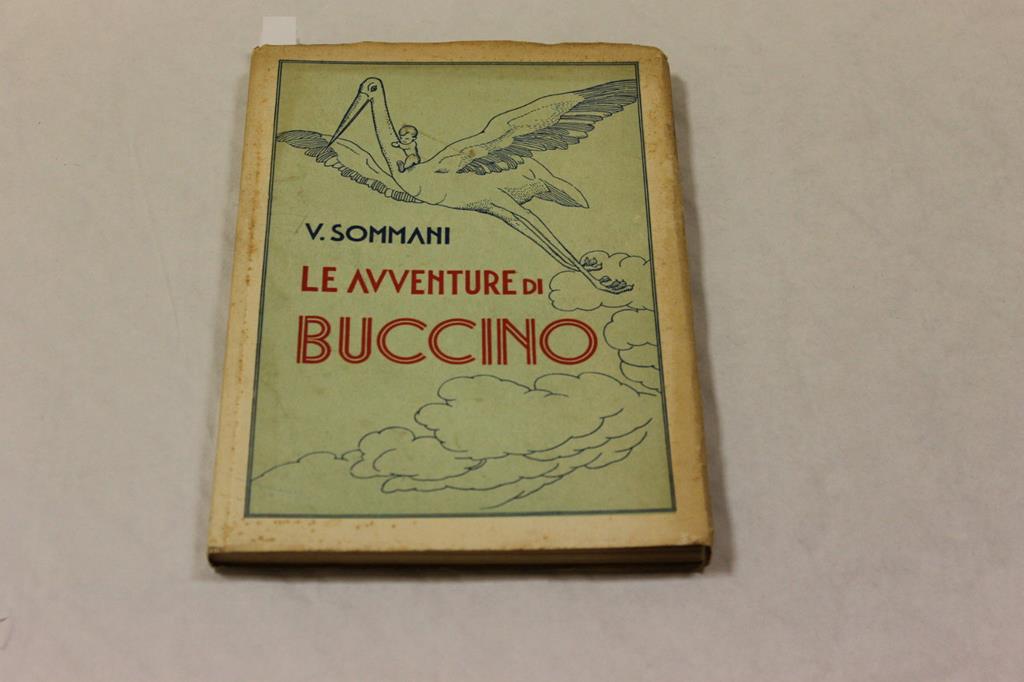 V. SOMMANI
LE AVVENTURE DI
BUCCINO